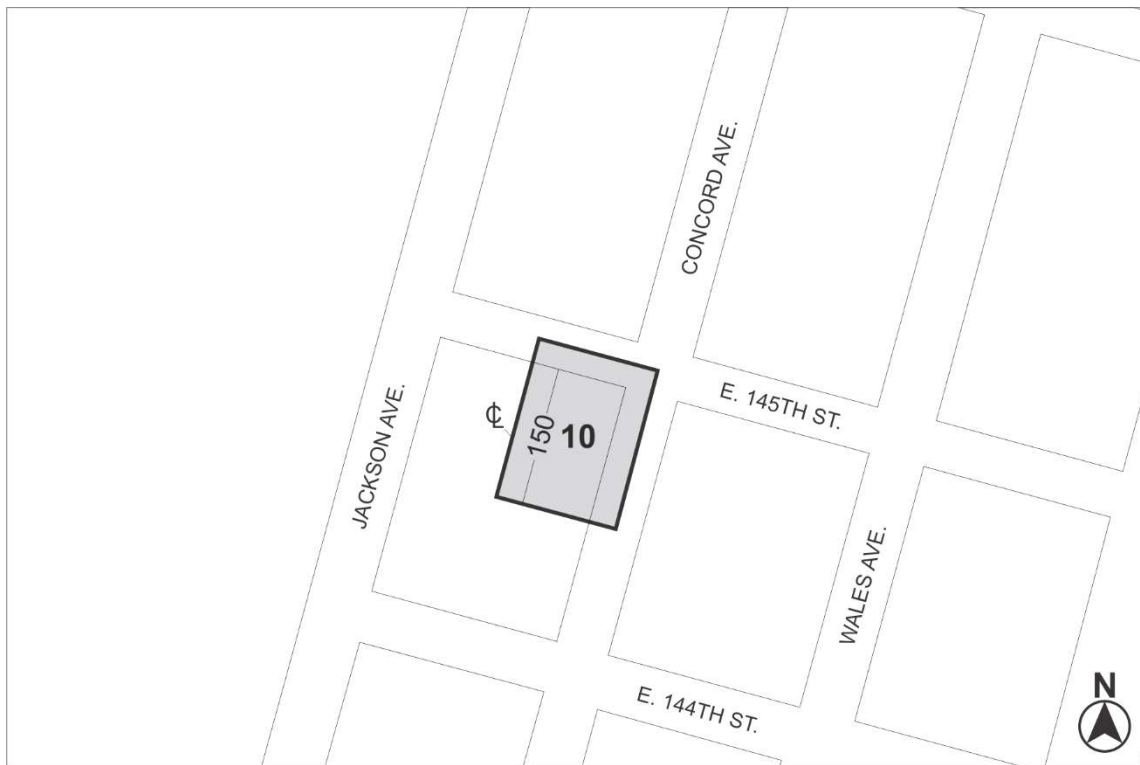 CONCORD AVE.
JACKSON AVE.
℄
150
10
E. 145TH ST.
WALES AVE.
E. 144TH ST.
N